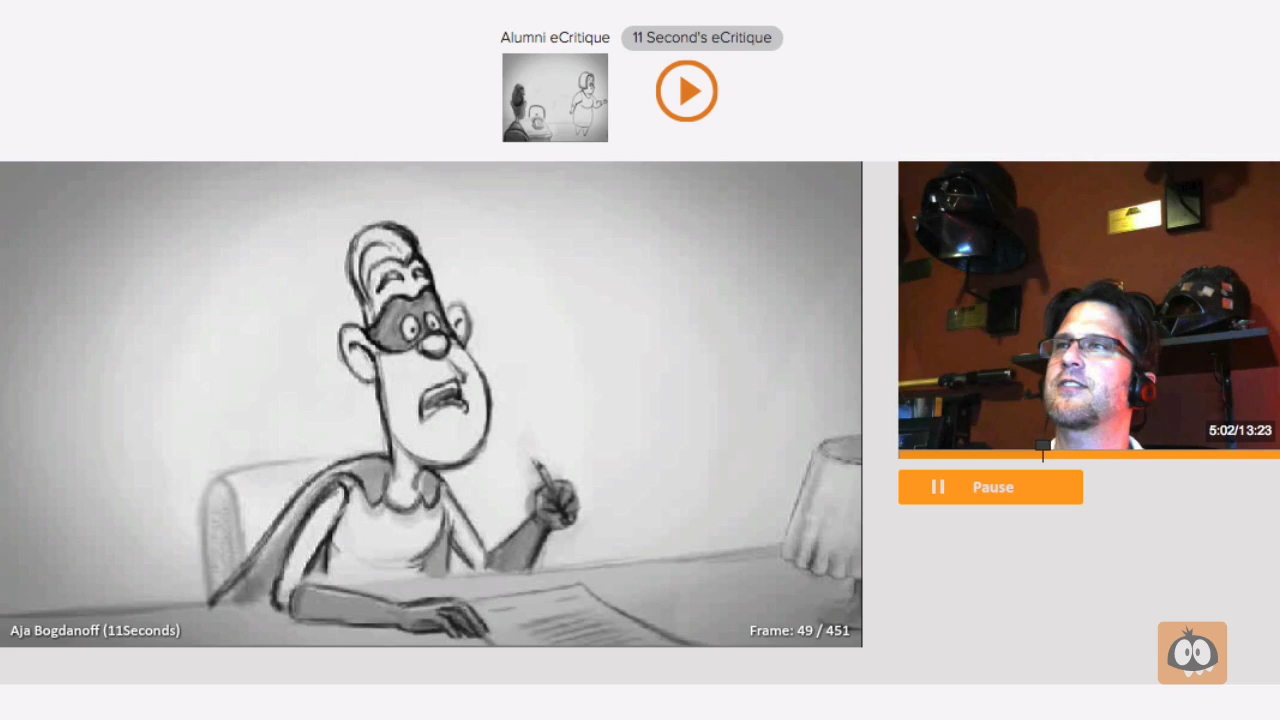 Alumni eCritique
11 Second's eCritique
5:02/13:23
Pause
Aja Bogdanoff (11Seconds)
Frame: 49 / 451